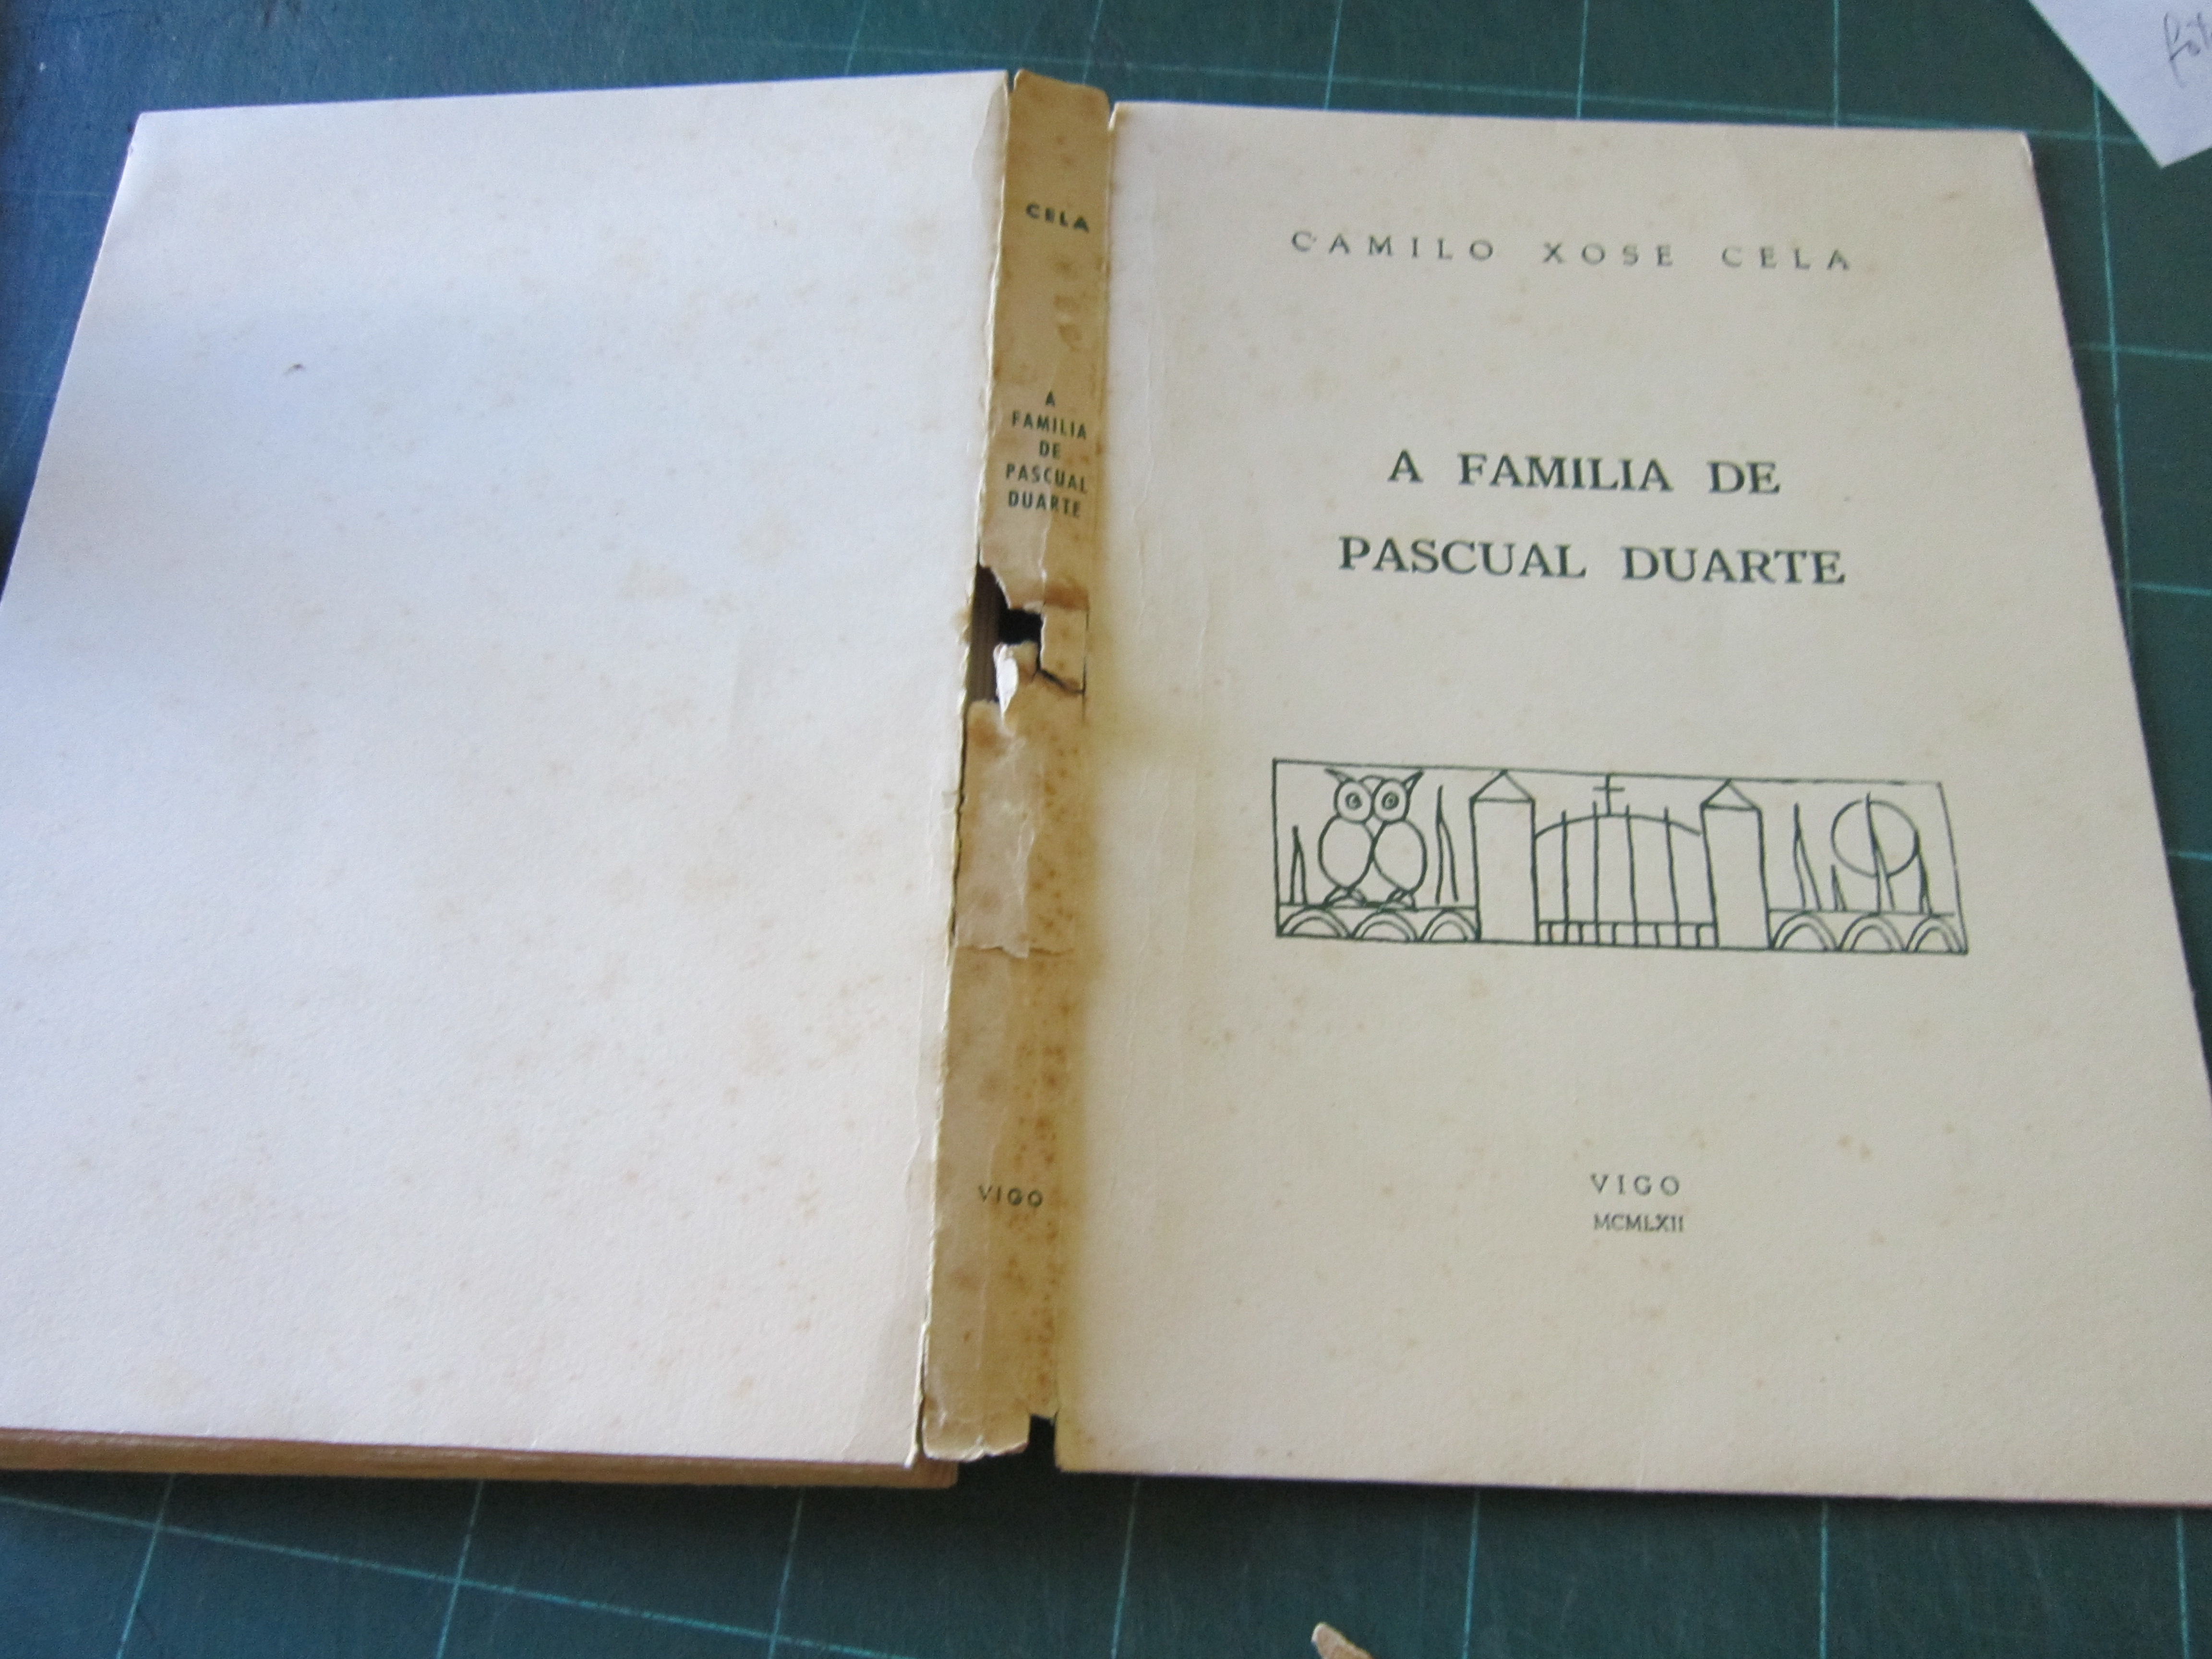 CELA
A
FAMILIA
DE
PASCUAL
DUARTE
VIGO
CAMILO XOSE CELA
A FAMILIA DE
PASCUAL DUARTE
VIGO
MCMLXII